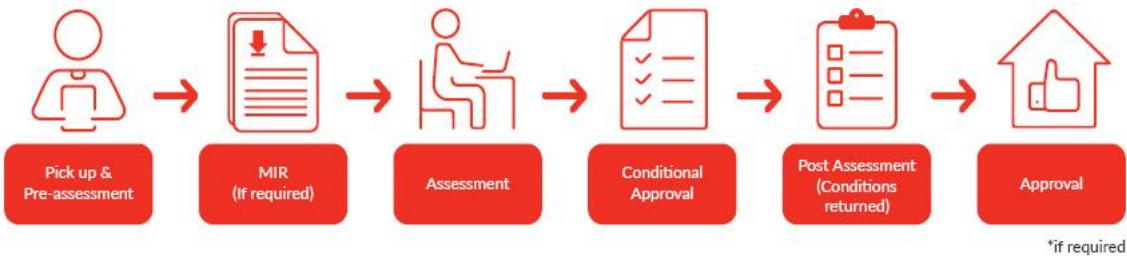 Pick up &
Pre-assessment
MIR
(If required)
Assessment
Conditional
Approval
Post Assessment
(Conditions
returned)
Approval
*if required